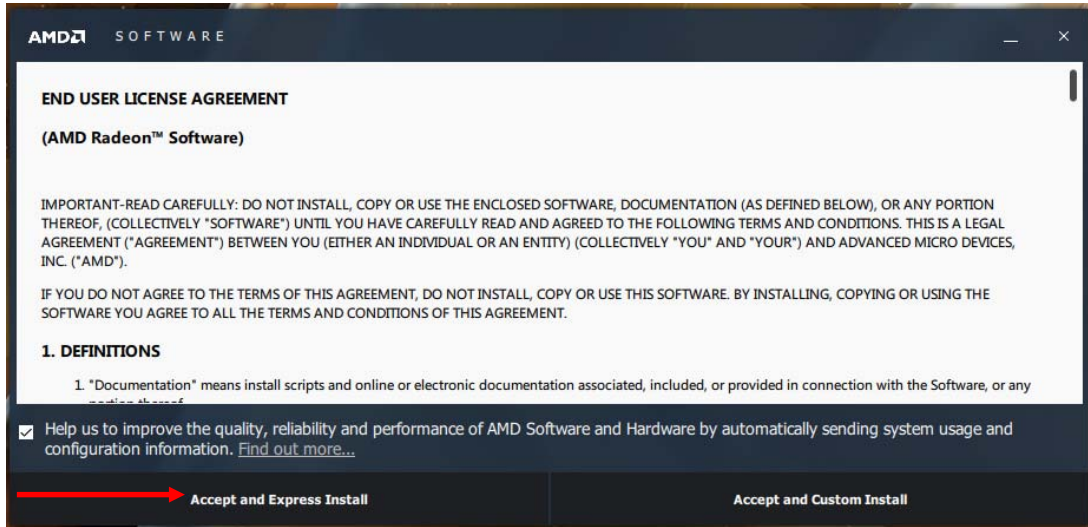 AMD SOFTWARE
END USER LICENSE AGREEMENT
(AMD Radeon™ Software)
IMPORTANT-READ CAREFULLY: DO NOT INSTALL, COPY OR USE THE ENCLOSED SOFTWARE, DOCUMENTATION (AS DEFINED BELOW), OR ANY PORTION
THEREOF, (COLLECTIVELY "SOFTWARE") UNTIL YOU HAVE CAREFULLY READ AND AGREED TO THE FOLLOWING TERMS AND CONDITIONS. THIS IS A LEGAL
AGREEMENT ("AGREEMENT") BETWEEN YOU (EITHER AN INDIVIDUAL OR AN ENTITY) (COLLECTIVELY "YOU" AND "YOUR") AND ADVANCED MICRO DEVICES,
INC. ("AMD").
IF YOU DO NOT AGREE TO THE TERMS OF THIS AGREEMENT, DO NOT INSTALL, COPY OR USE THIS SOFTWARE. BY INSTALLING, COPYING OR USING THE
SOFTWARE YOU AGREE TO ALL THE TERMS AND CONDITIONS OF THIS AGREEMENT.
1. DEFINITIONS
1. "Documentation" means install scripts and online or electronic documentation associated, included, or provided in connection with the Software, or any
portion thereof
Help us to improve the quality, reliability and performance of AMD Software and Hardware by automatically sending system usage and
configuration information. Find out more...
Accept and Express Install
Accept and Custom Install